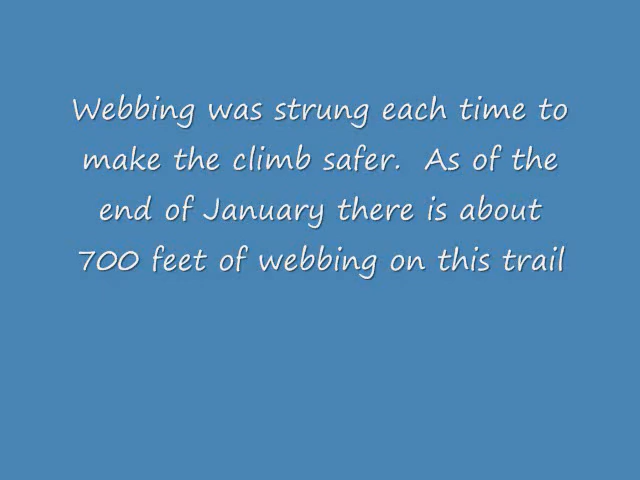 Webbing was strung each time to
make the climb safer.  As of the
end of January there is about
700 feet of webbing on this trail